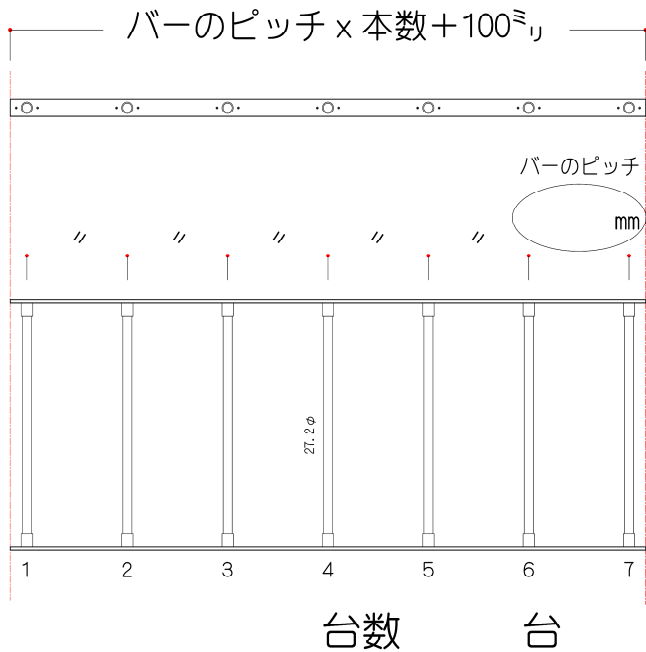 バーのピッチ x 本数+100㍉
バーのピッチ
mm
〃 〃 〃 〃 〃
27.2φ
1 2 3 4 5 6 7
台数 台